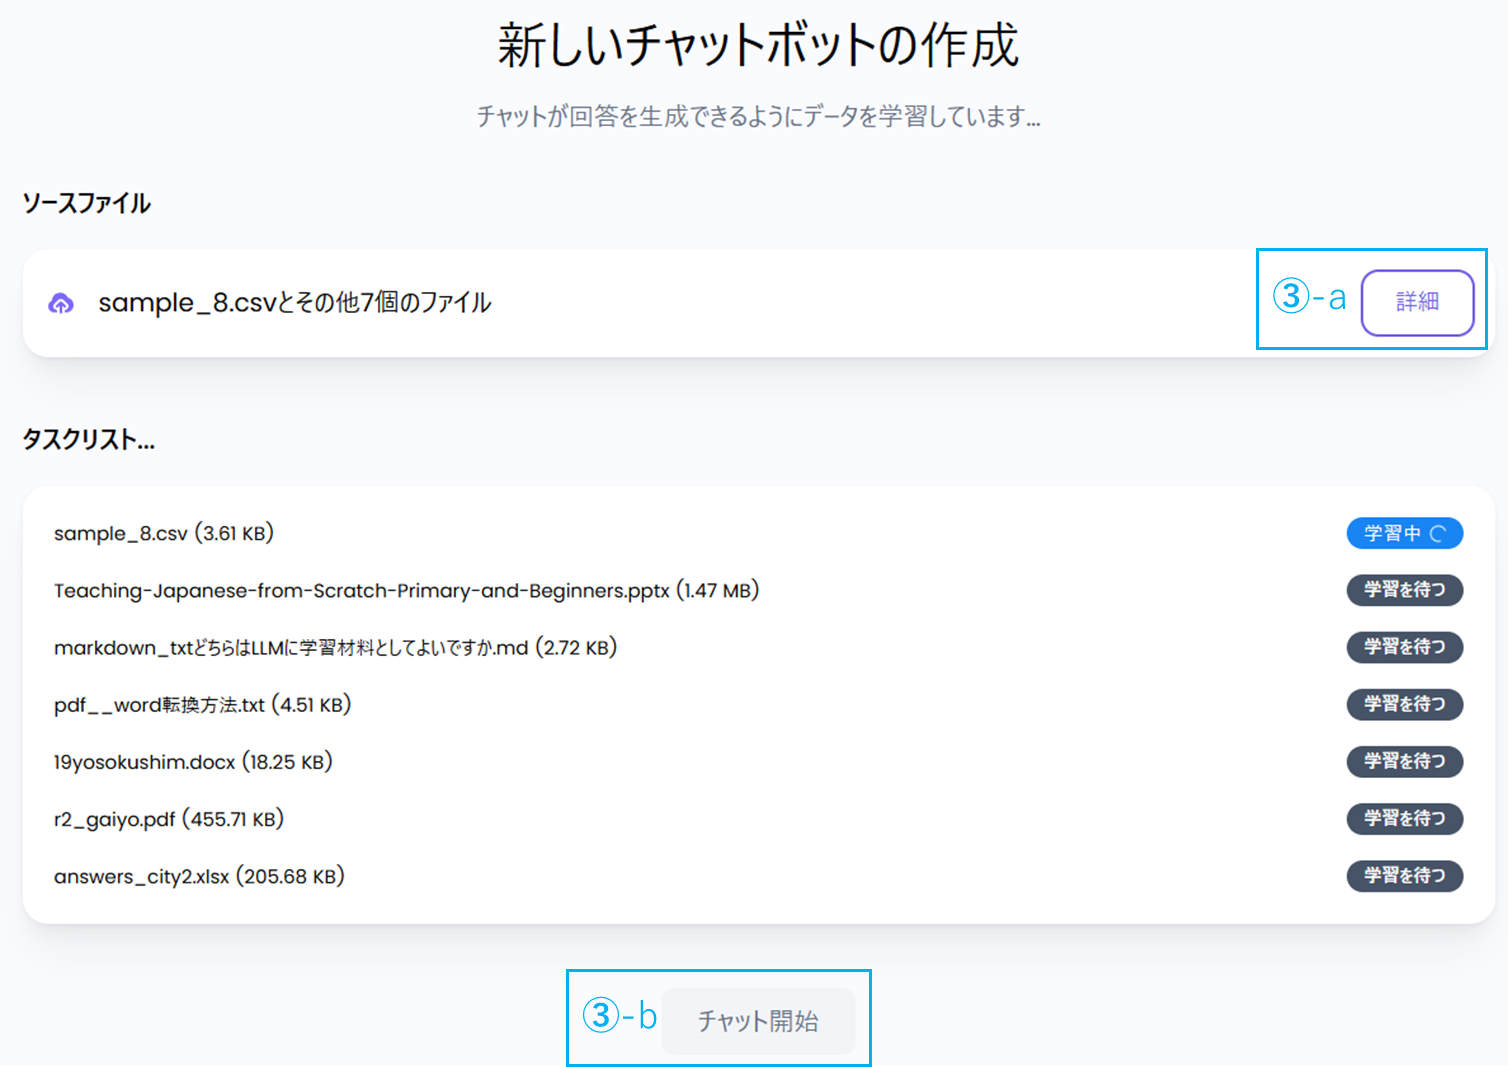 新しいチャットボットの作成
チャットが回答を生成できるようにデータを学習しています...
ソースファイル
sample_8.csvとその他7個のファイル
③-a 詳細
タスクリスト...
sample_8.csv (3.61 KB) 学習中
Teaching-Japanese-from-Scratch-Primary-and-Beginners.pptx (1.47 MB) 学習を待つ
markdown_txtどちらはLLMに学習材料としてよいですか.md (2.72 KB) 学習を待つ
pdf__word転換方法.txt (4.51 KB) 学習を待つ
19yosokushim.docx (18.25 KB) 学習を待つ
r2_gaiyo.pdf (455.71 KB) 学習を待つ
answers_city2.xlsx (205.68 KB) 学習を待つ
③-b チャット開始